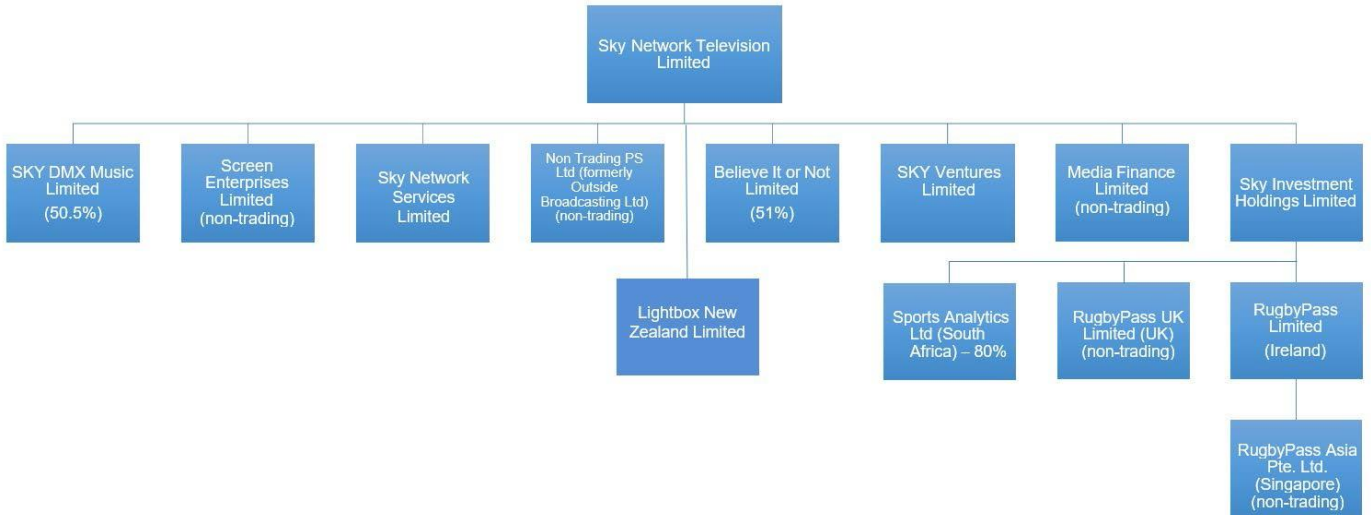 Sky Network Television
Limited
SKY DMX Music
Limited
(50.5%)
Screen
Enterprises
Limited
(non-trading)
Sky Network
Services
Limited
Non Trading PS
Ltd (formerly
Outside
Broadcasting Ltd)
(non-trading)
Believe It or Not
Limited
(51%)
SKY Ventures
Limited
Media Finance
Limited
(non-trading)
Sky Investment
Holdings Limited
Lightbox New
Zealand Limited
Sports Analytics
Ltd (South
Africa) – 80%
RugbyPass UK
Limited (UK)
(non-trading)
RugbyPass
Limited
(Ireland)
RugbyPass Asia
Pte. Ltd.
(Singapore)
(non-trading)